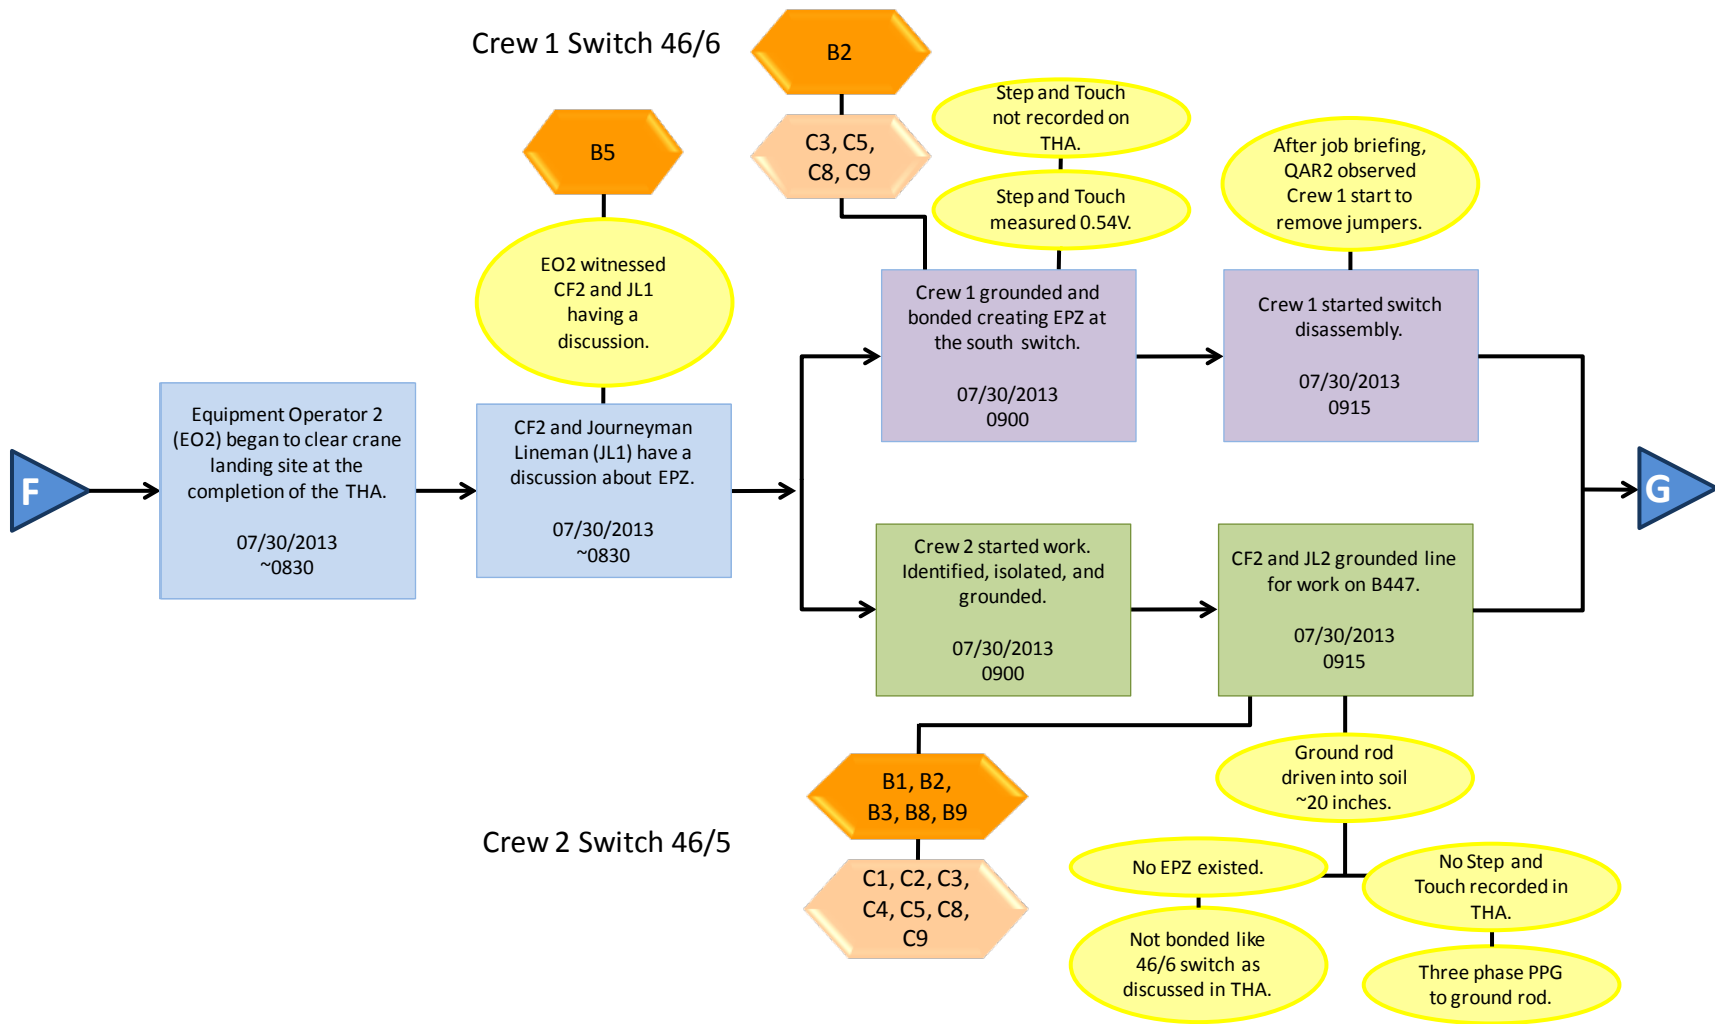 Crew 1 Switch 46/6
B2
B5
C3, C5,
C8, C9
Step and Touch
not recorded on
THA.
Step and Touch
measured 0.54V.
After job briefing,
QAR2 observed
Crew 1 start to
remove jumpers.
EO2 witnessed
CF2 and JL1
having a
discussion.
Crew 1 grounded and
bonded creating EPZ at
the south switch.
07/30/2013
0900
Crew 1 started switch
disassembly.
07/30/2013
0915
F
Equipment Operator 2
(EO2) began to clear crane
landing site at the
completion of the THA.
07/30/2013
~0830
CF2 and Journeyman
Lineman (JL1) have a
discussion about EPZ.
07/30/2013
~0830
G
Crew 2 started work.
Identified, isolated, and
grounded.
07/30/2013
0900
CF2 and JL2 grounded line
for work on B447.
07/30/2013
0915
B1, B2,
B3, B8, B9
Crew 2 Switch 46/5
C1, C2, C3,
C4, C5, C8,
C9
Ground rod
driven into soil
~20 inches.
No EPZ existed.
Not bonded like
46/6 switch as
discussed in THA.
No Step and
Touch recorded in
THA.
Three phase PPG
to ground rod.